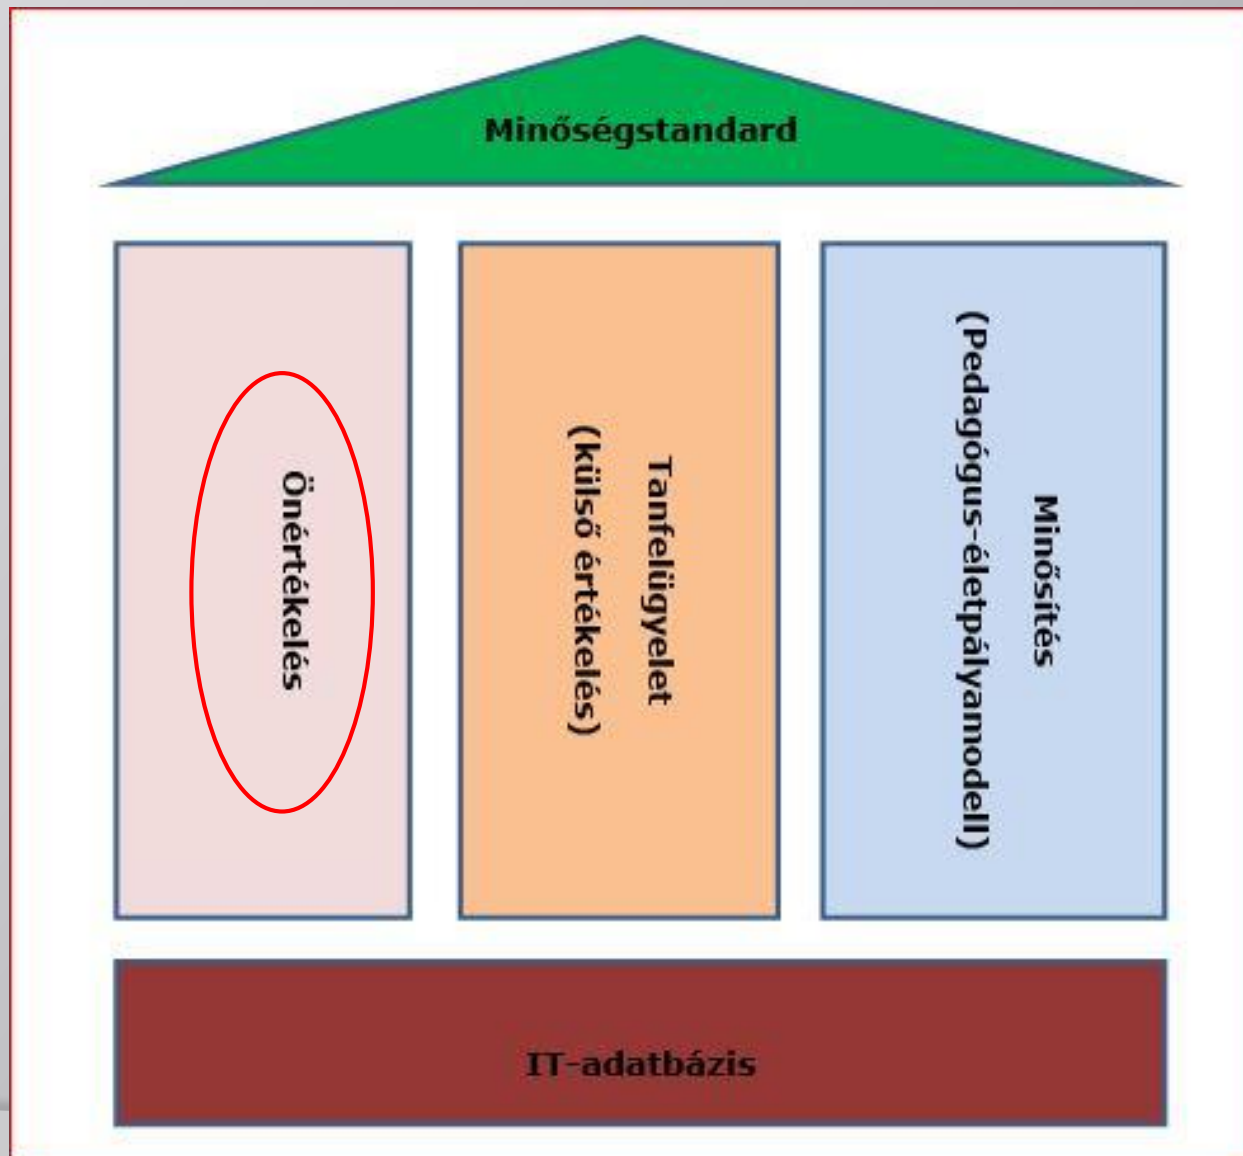 Minőségstandard
Önértékelés
Tanfelügyelet
(külső értékelés)
Minősítés
(Pedagógus-életpályamodell)
IT-adatbázis